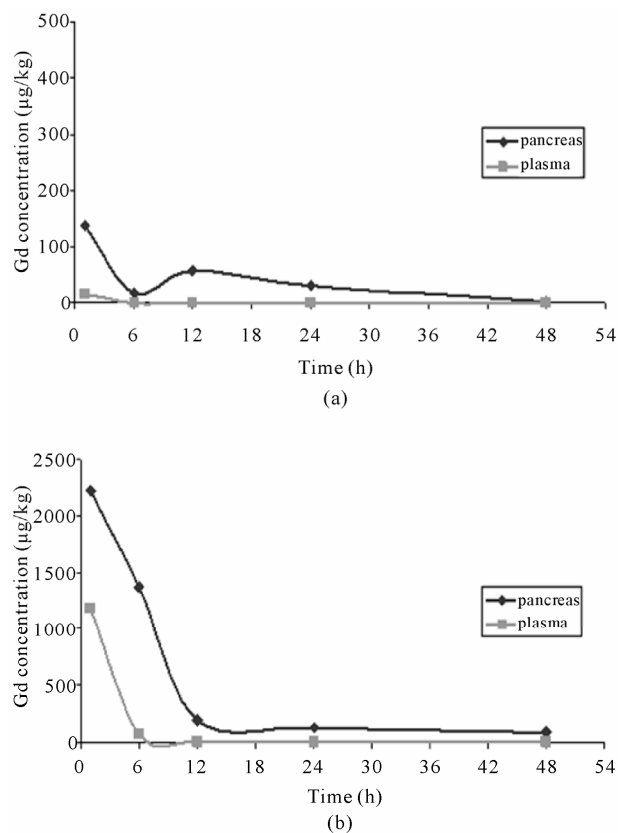 500
400
300
200
100
0
Gd concentration (μg/kg)
pancreas
plasma
0 6 12 18 24 30 36 42 48 54
Time (h)
(a)
2500
2000
1500
1000
500
0
Gd concentration (μg/kg)
pancreas
plasma
0 6 12 18 24 30 36 42 48 54
Time (h)
(b)